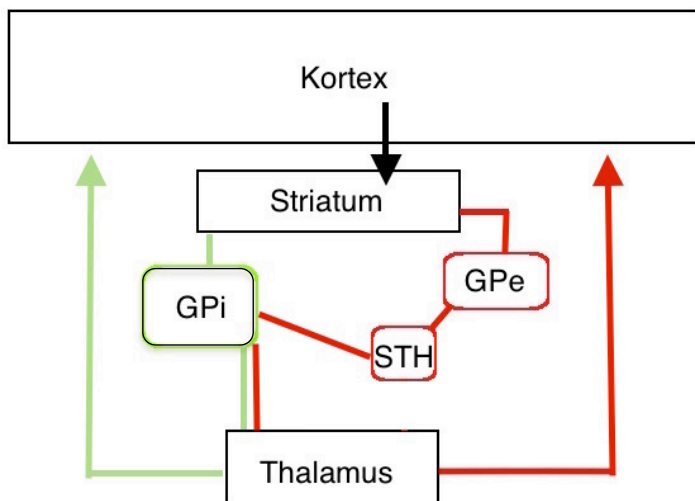 Kortex
Striatum
GPe
GPi
STH
Thalamus